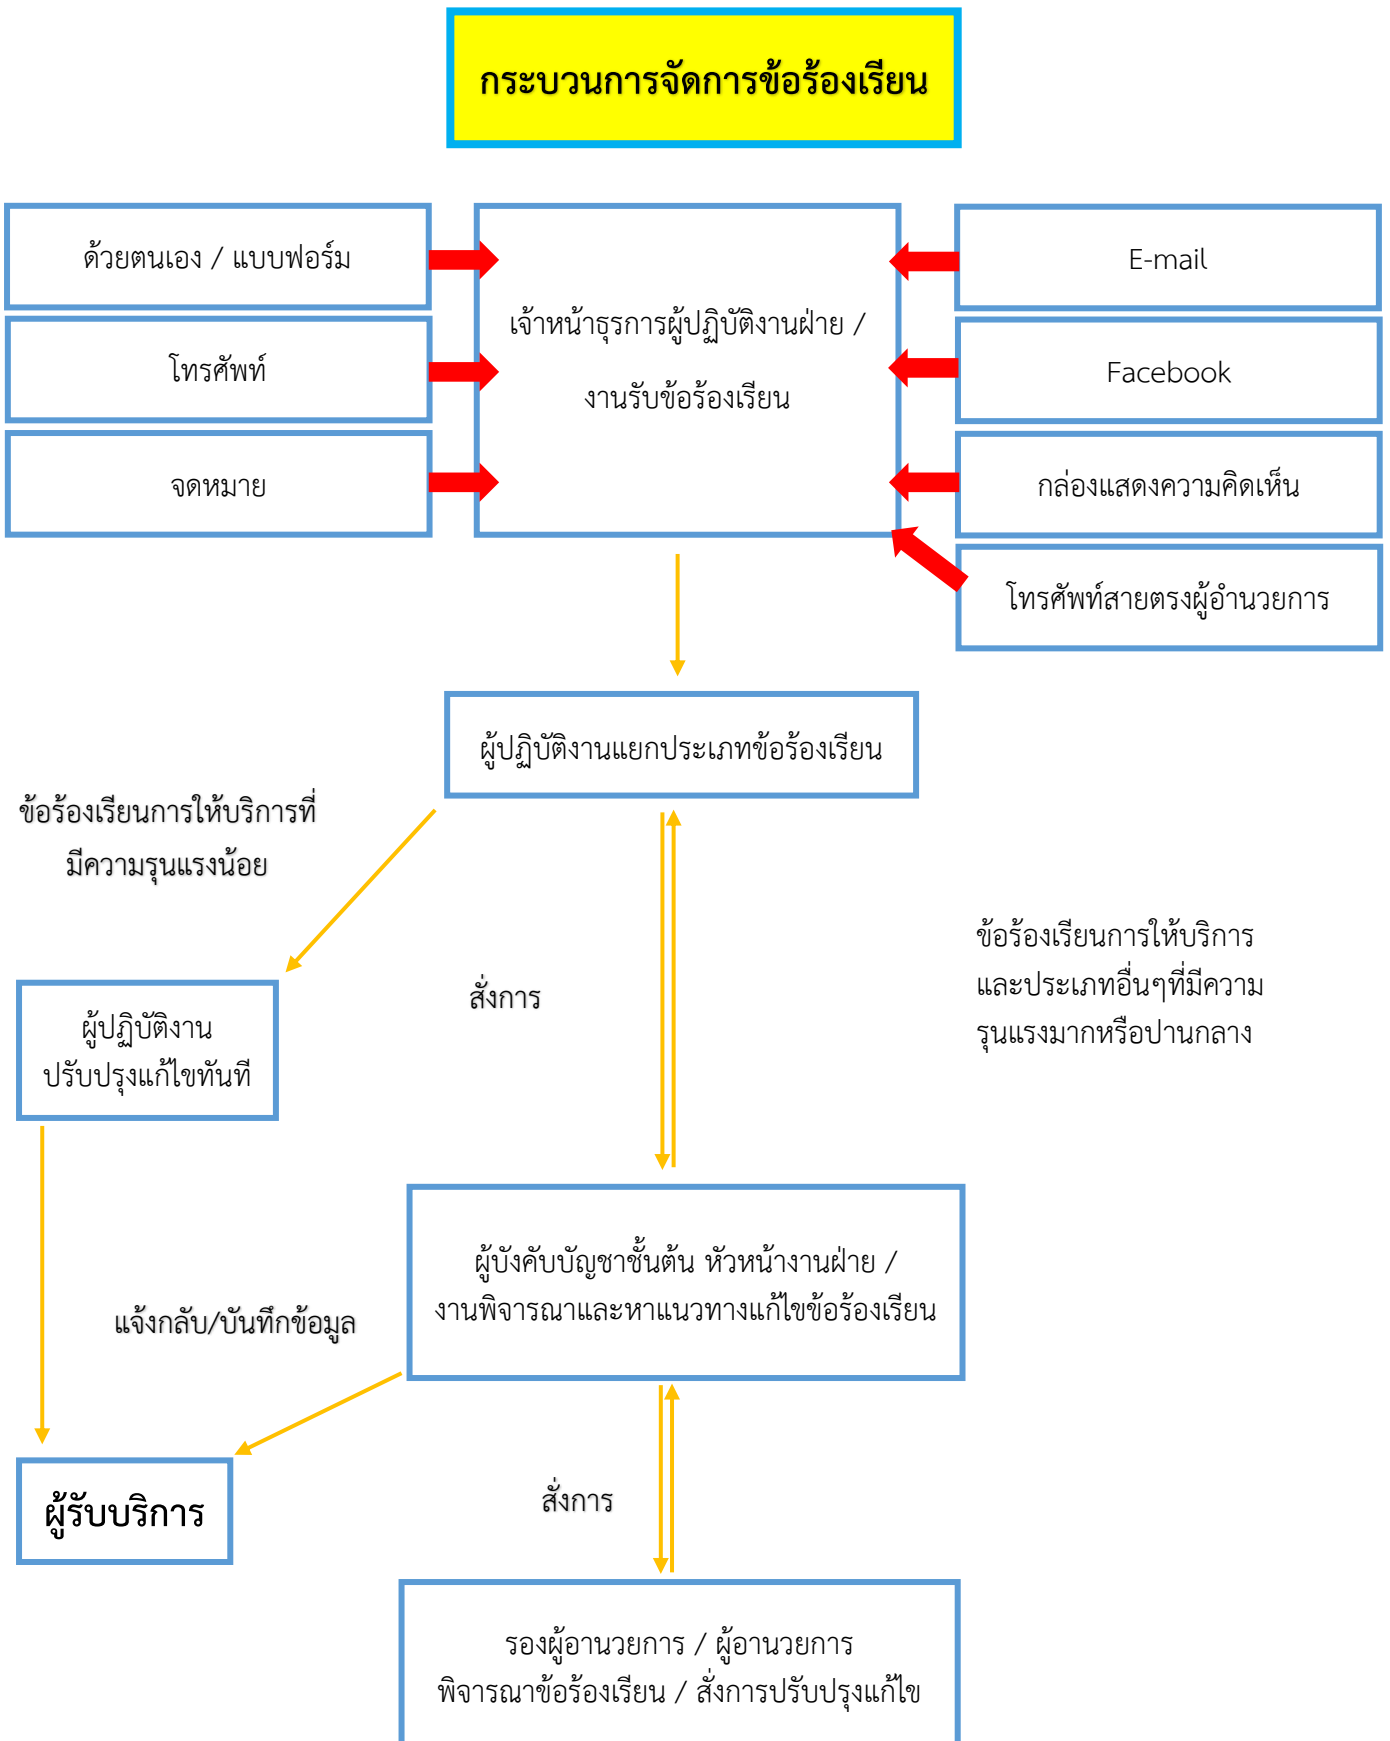 กระบวนการจัดการข้อร้องเรียน
ด้วยตนเอง / แบบฟอร์ม
โทรศัพท์
จดหมาย
เจ้าหน้าธุรการผู้ปฏิบัติงานฝ่าย /
งานรับข้อร้องเรียน
E-mail
Facebook
กล่องแสดงความคิดเห็น
โทรศัพท์สายตรงผู้อำนวยการ
ผู้ปฏิบัติงานแยกประเภทข้อร้องเรียน
ข้อร้องเรียนการให้บริการที่
มีความรุนแรงน้อย
สั่งการ
ข้อร้องเรียนการให้บริการ
และประเภทอื่นๆที่มีความ
รุนแรงมากหรือปานกลาง
ผู้ปฏิบัติงาน
ปรับปรุงแก้ไขทันที
ผู้บังคับบัญชาชั้นต้น หัวหน้างานฝ่าย /
งานพิจารณาและหาแนวทางแก้ไขข้อร้องเรียน
แจ้งกลับ/บันทึกข้อมูล
ผู้รับบริการ
สั่งการ
รองผู้อานวยการ / ผู้อานวยการ
พิจารณาข้อร้องเรียน / สั่งการปรับปรุงแก้ไข